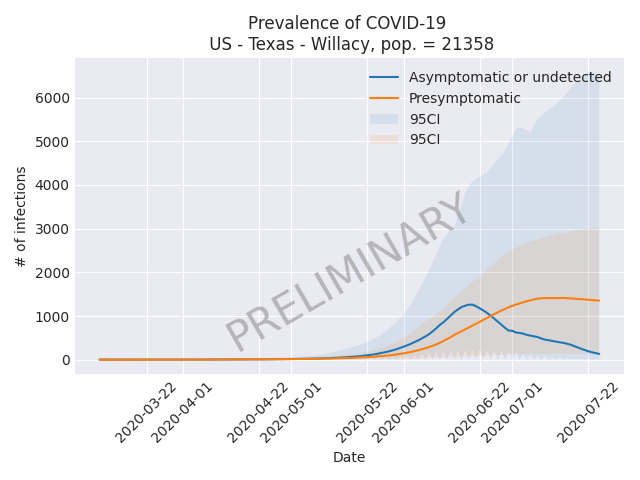 Prevalence of COVID-19
US - Texas - Willacy, pop. = 21358
Asymptomatic or undetected
Presymptomatic
95CI
95CI
PRELIMINARY
# of infections
6000
5000
4000
3000
2000
1000
0
2020-03-22
2020-04-01
2020-04-22
2020-05-01
2020-05-22
2020-06-01
2020-06-22
2020-07-01
2020-07-22
Date